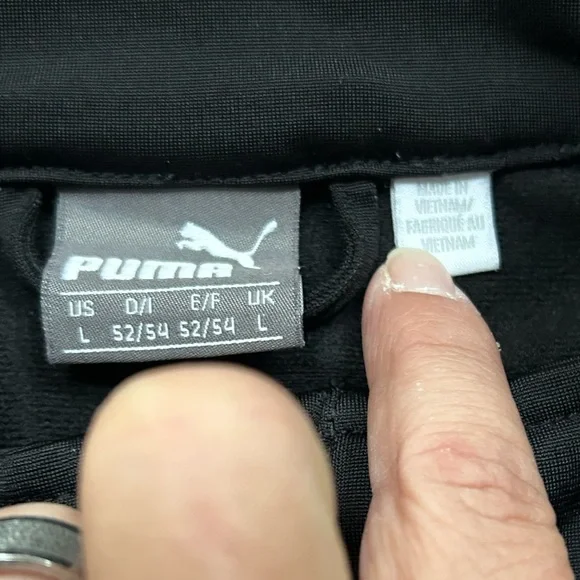 PUMA
US D/I E/F UK
L 52/54 52/54 L
MADE IN
VIETNAM/
FABRIQUÉ AU
VIETNAM